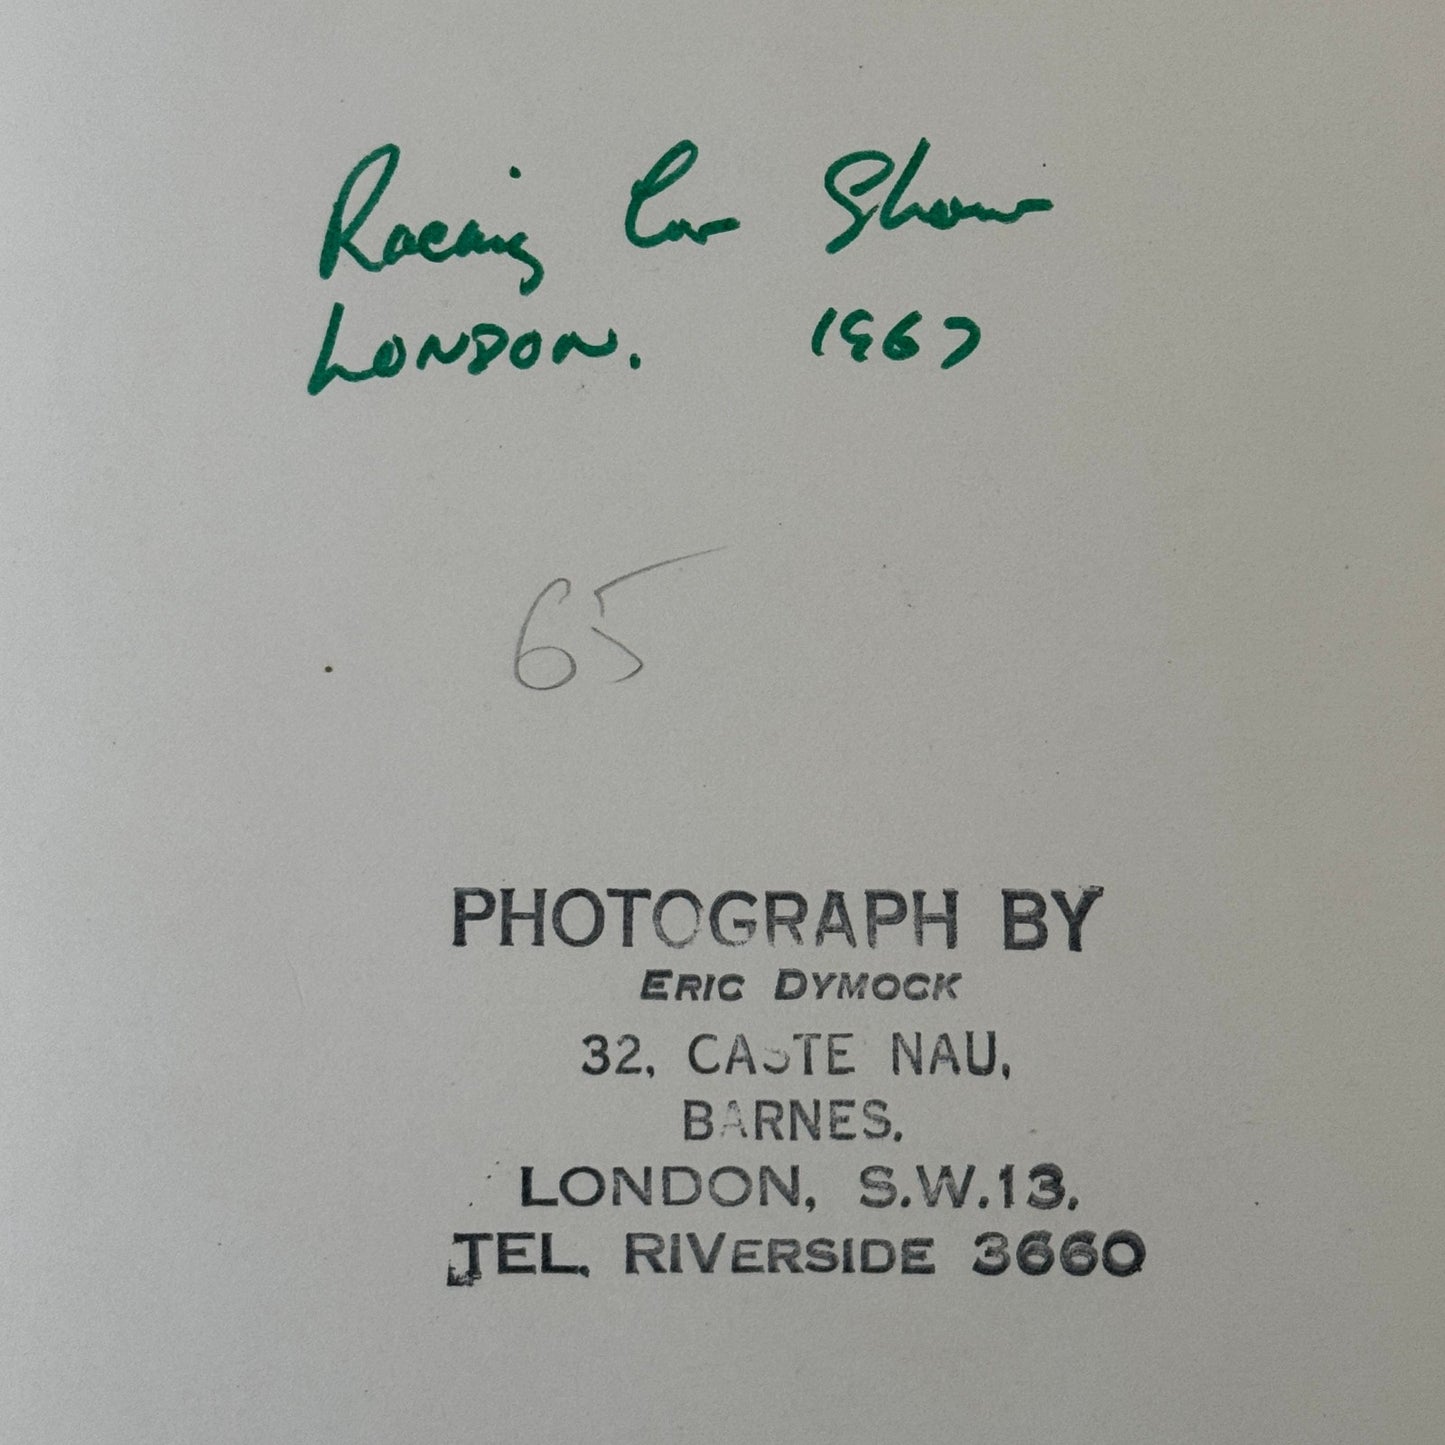 Racing Car Show
LONDON. 1967
65
PHOTOGRAPH BY
ERIC DYMOCK
32, CASTE NAU,
BARNES.
LONDON, S.W.13.
TEL. RIVERSIDE 3660